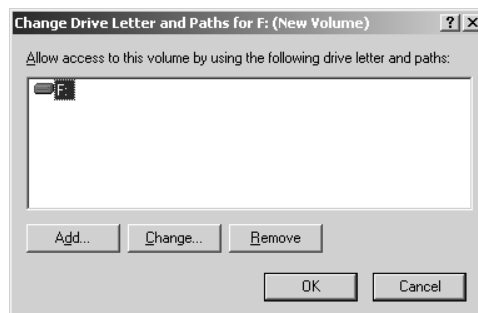 Change Drive Letter and Paths for F: (New Volume)
Allow access to this volume by using the following drive letter and paths:
F:
Add... Change... Remove
OK Cancel